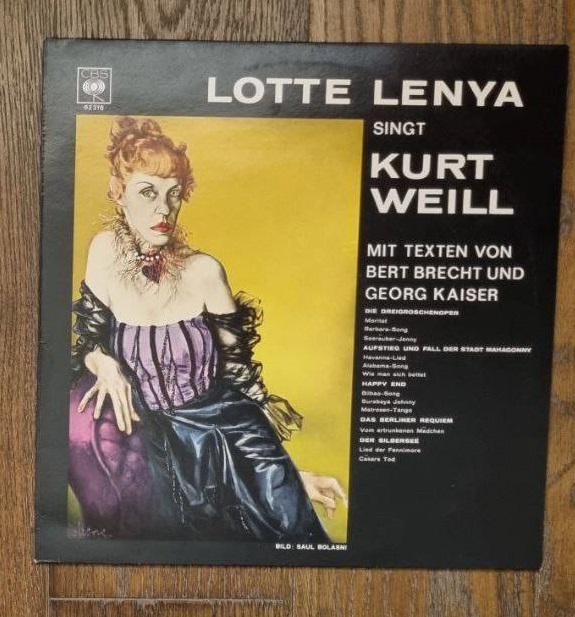 CBS
62318
LOTTE LENYA
SINGT
KURT
WEILL
MIT TEXTEN VON
BERT BRECHT UND
GEORG KAISER
DIE DREIGROSCHENOPER
Moritat
Barbara-Song
Seeräuber-Jenny
AUFSTIEG UND FALL DER STADT MAHAGONNY
Havanna-Lied
Alabama-Song
Wie man sich bettet
HAPPY END
Bilbao-Song
Surabaya Johnny
Matrosen-Tango
DAS BERLINER REQUIEM
Vom ertrunkenen Mädchen
DER SILBERSEE
Lied der Fennimore
Cäsars Tod
BILD: SAUL BOLASNI